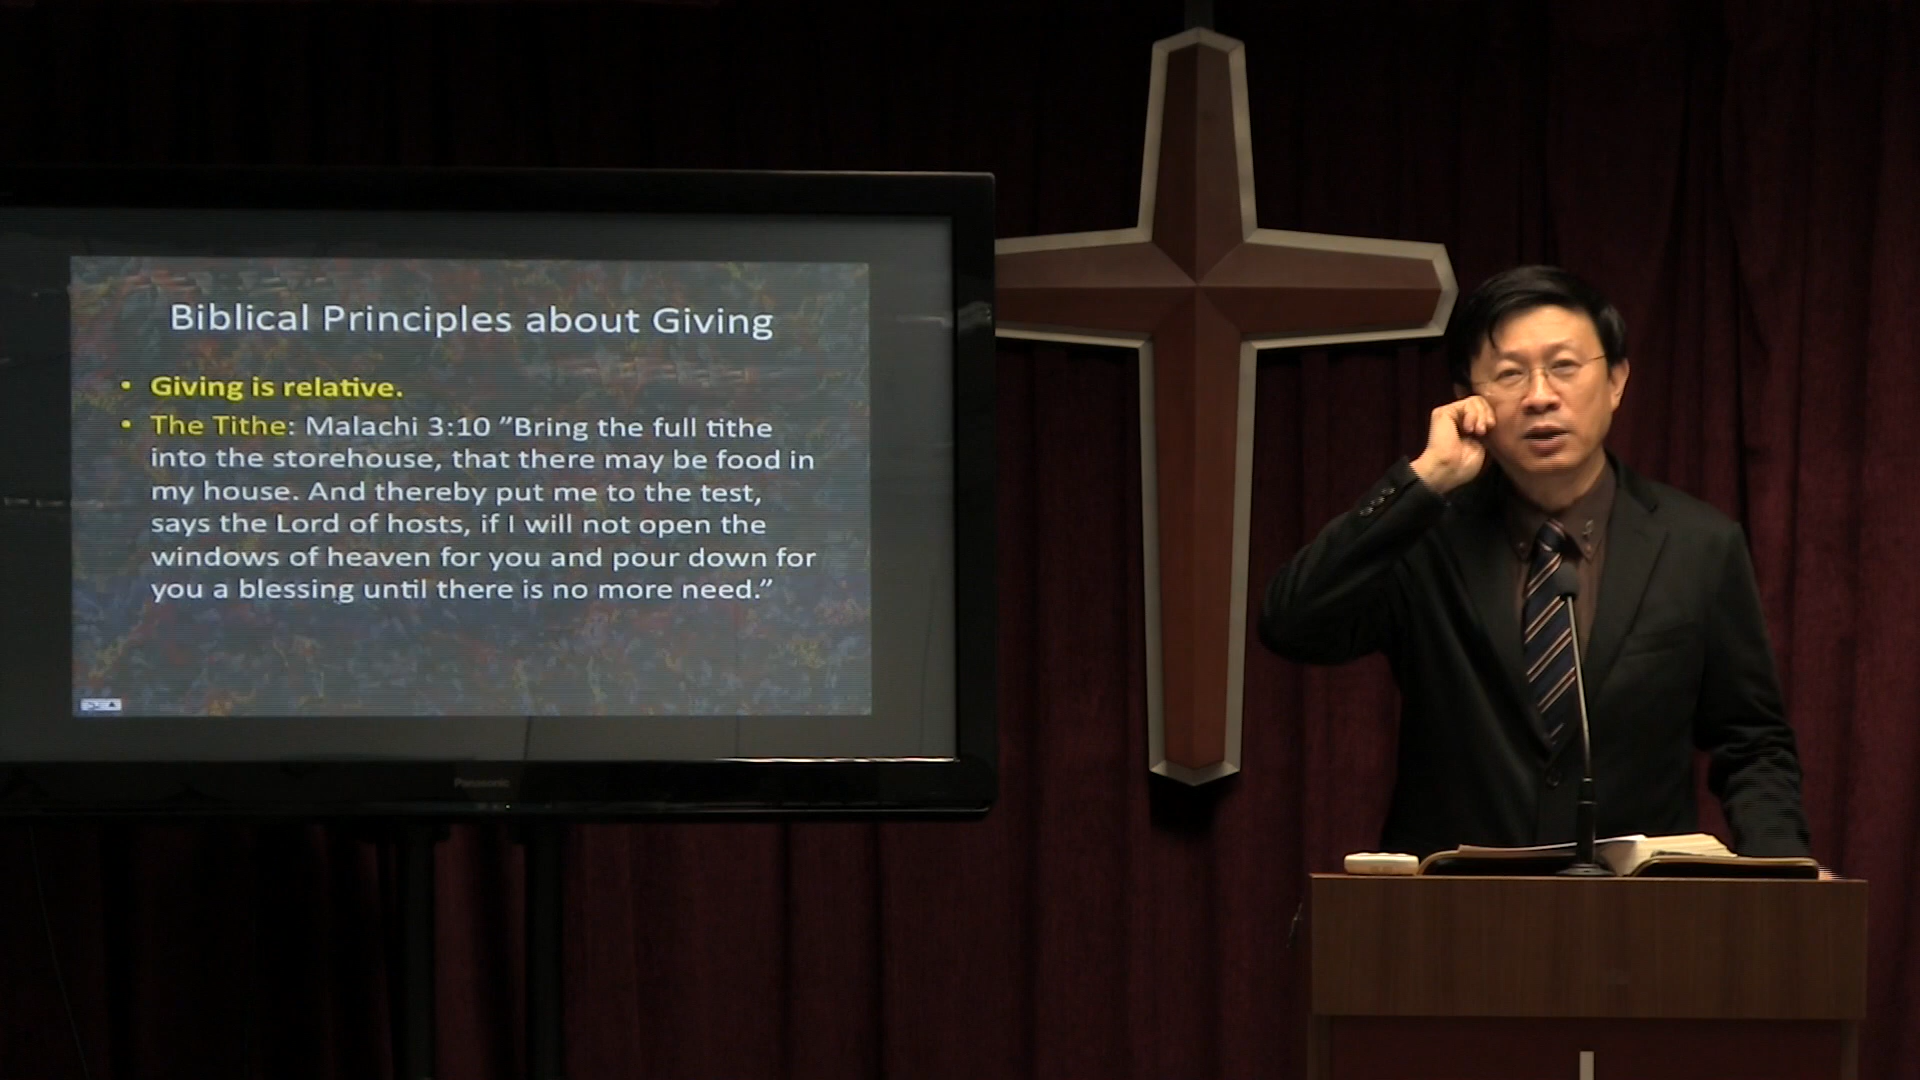 Biblical Principles about Giving
• Giving is relative.
• The Tithe: Malachi 3:10 ”Bring the full tithe
into the storehouse, that there may be food in
my house. And thereby put me to the test,
says the Lord of hosts, if I will not open the
windows of heaven for you and pour down for
you a blessing until there is no more need.”
Panasonic